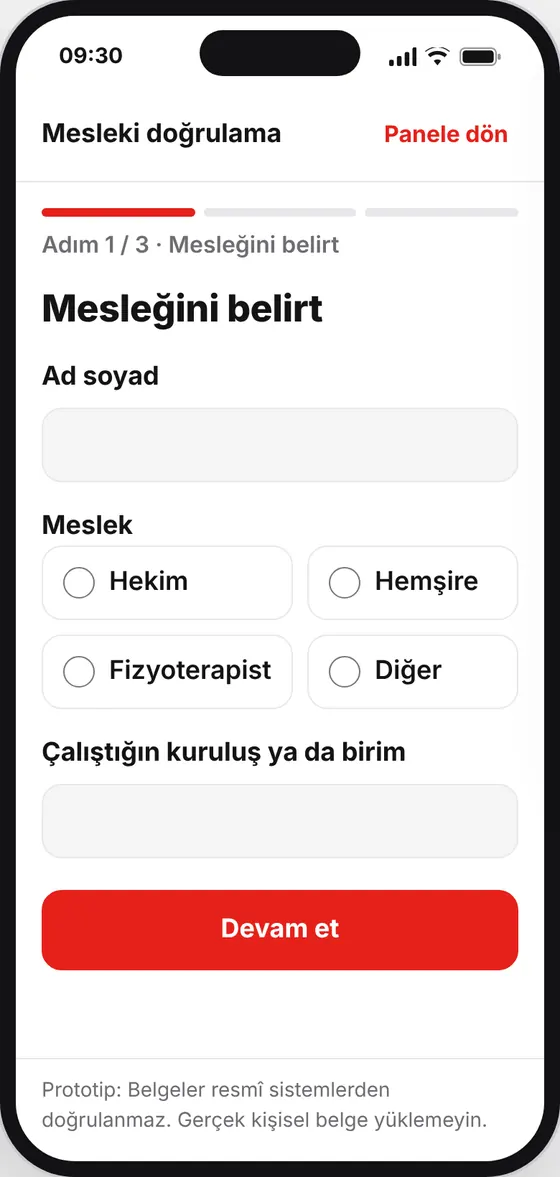 09:30
Mesleki doğrulama
Panele dön
Adım 1 / 3 · Mesleğini belirt
Mesleğini belirt
Ad soyad
Meslek
Hekim
Hemşire
Fizyoterapist
Diğer
Çalıştığın kuruluş ya da birim
Devam et
Prototip: Belgeler resmî sistemlerden
doğrulanmaz. Gerçek kişisel belge yüklemeyin.